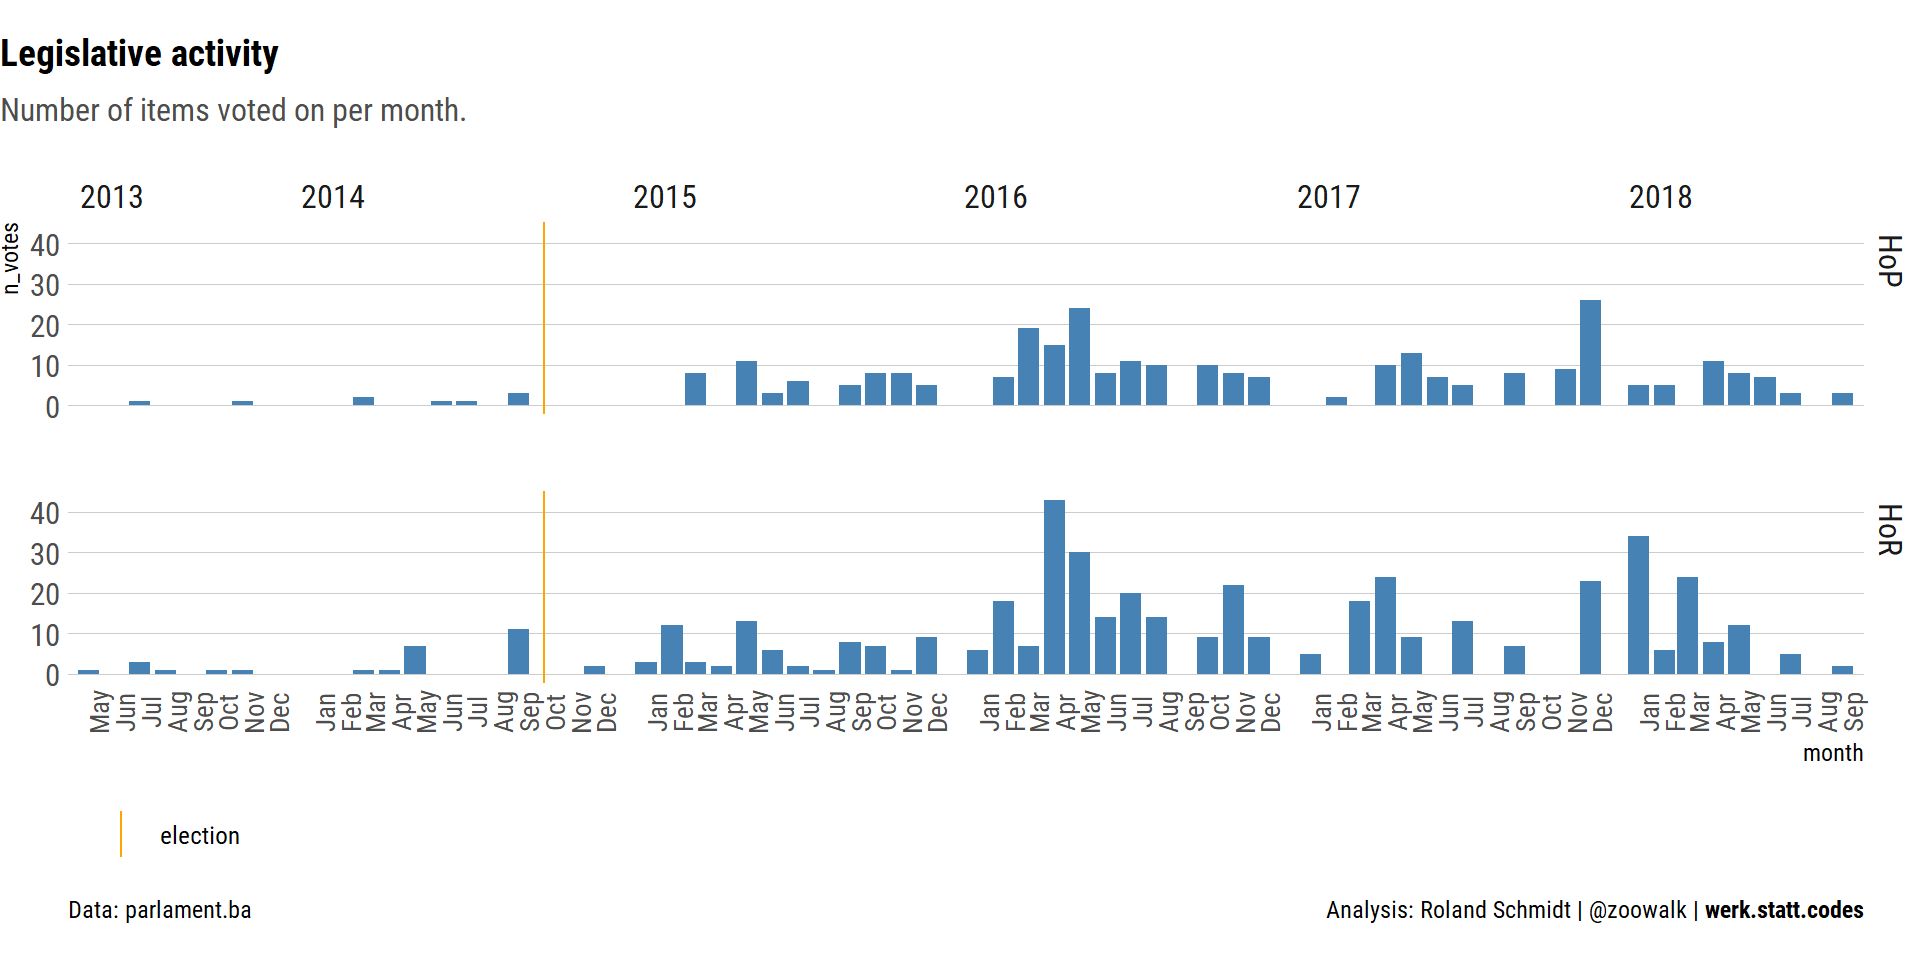 Legislative activity
Number of items voted on per month.
2013 2014 2015 2016 2017 2018
n_votes
40
30
20
10
0
HoP
40
30
20
10
0
HoR
May Jun Jul Aug Sep Oct Nov Dec Jan Feb Mar Apr May Jun Jul Aug Sep Oct Nov Dec Jan Feb Mar Apr May Jun Jul Aug Sep Oct Nov Dec Jan Feb Mar Apr May Jun Jul Aug Sep Oct Nov Dec Jan Feb Mar Apr May Jun Jul Aug Sep Oct Nov Dec Jan Feb Mar Apr May Jun Jul Aug Sep
month
election
Data: parlament.ba
Analysis: Roland Schmidt | @zoowalk | werk.statt.codes